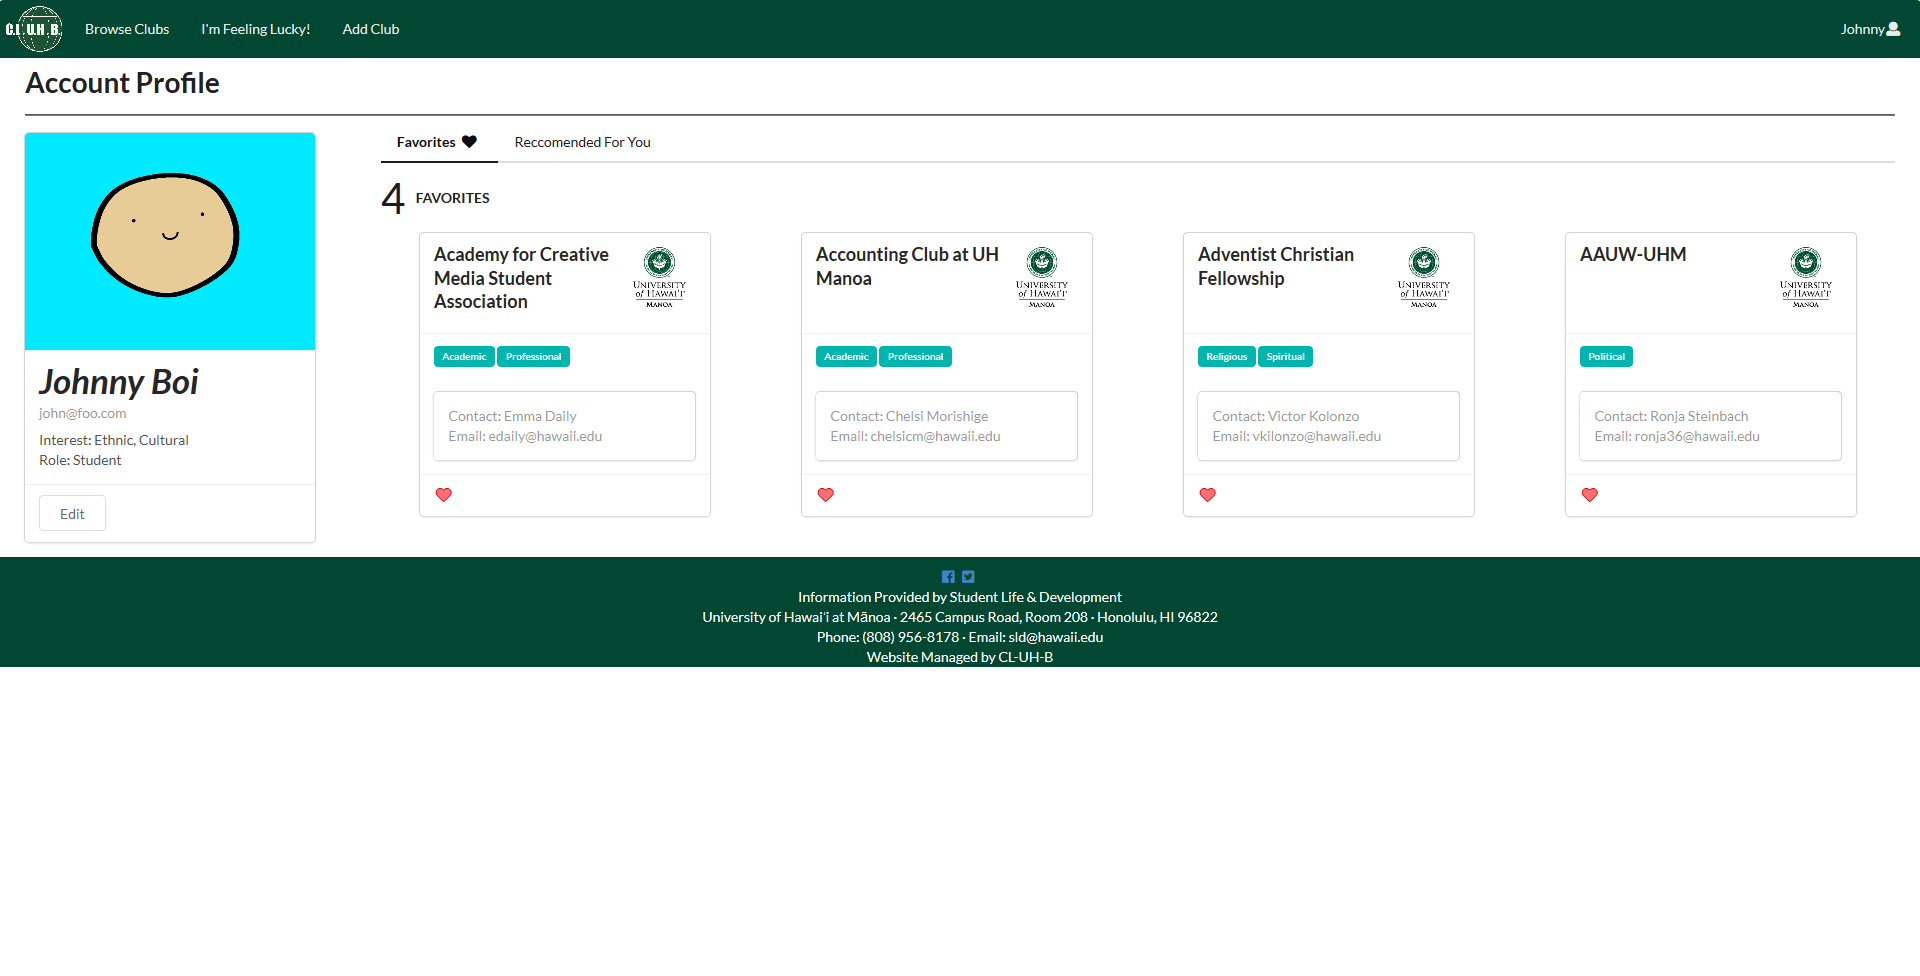 C.L.U.H.B. Browse Clubs I'm Feeling Lucky! Add Club Johnny
Account Profile
Favorites Reccomended For You
4 FAVORITES
Johnny Boi
john@foo.com
Interest: Ethnic, Cultural
Role: Student
Edit
Academy for Creative
Media Student
Association
UNIVERSITY
of HAWAI'I
MANOA
Academic Professional
Contact: Emma Daily
Email: edaily@hawaii.edu
Accounting Club at UH
Manoa
UNIVERSITY
of HAWAI'I
MANOA
Academic Professional
Contact: Chelsi Morishige
Email: chelsicm@hawaii.edu
Adventist Christian
Fellowship
UNIVERSITY
of HAWAI'I
MANOA
Religious Spiritual
Contact: Victor Kolonzo
Email: vkilonzo@hawaii.edu
AAUW-UHM
UNIVERSITY
of HAWAI'I
MANOA
Political
Contact: Ronja Steinbach
Email: ronja36@hawaii.edu
Information Provided by Student Life & Development
University of Hawai'i at Mānoa · 2465 Campus Road, Room 208 · Honolulu, HI 96822
Phone: (808) 956-8178 · Email: sld@hawaii.edu
Website Managed by CL-UH-B